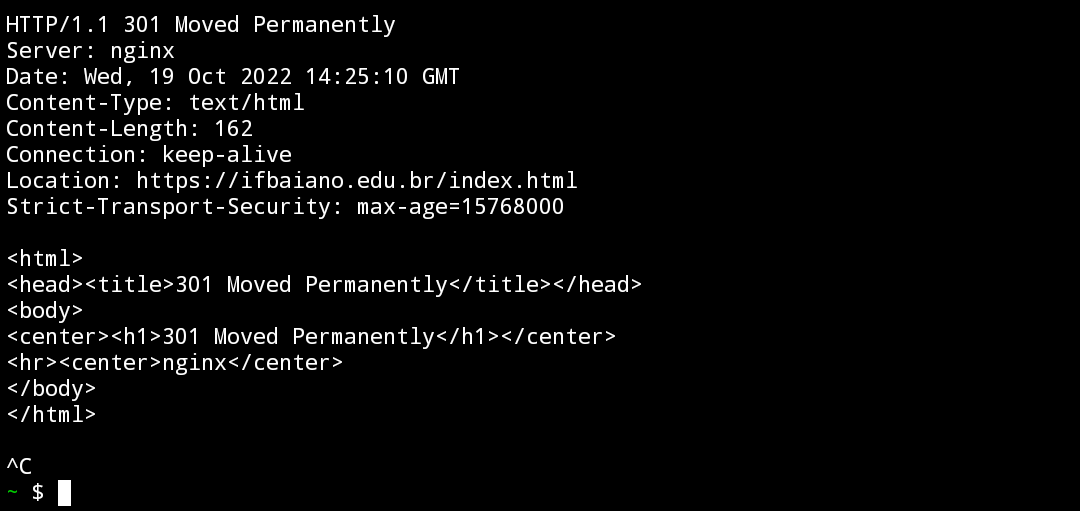 HTTP/1.1 301 Moved Permanently
Server: nginx
Date: Wed, 19 Oct 2022 14:25:10 GMT
Content-Type: text/html
Content-Length: 162
Connection: keep-alive
Location: https://ifbaiano.edu.br/index.html
Strict-Transport-Security: max-age=15768000
<html>
<head><title>301 Moved Permanently</title></head>
<body>
<center><h1>301 Moved Permanently</h1></center>
<hr><center>nginx</center>
</body>
</html>
^C
~ $